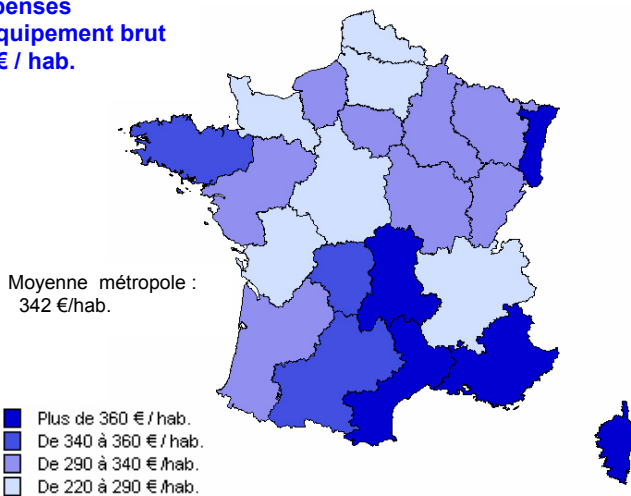 penses
quipement brut
€ / hab.
Moyenne métropole :
342 €/hab.
Plus de 360 € / hab.
De 340 à 360 € / hab.
De 290 à 340 € /hab.
De 220 à 290 € /hab.